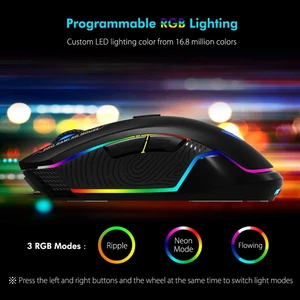 Programmable RGB Lighting
Custom LED lighting color from 16.8 million colors
3 RGB Modes :
Ripple
Neon
Mode
Flowing
※ Press the left and right buttons and the wheel at the same time to switch light modes